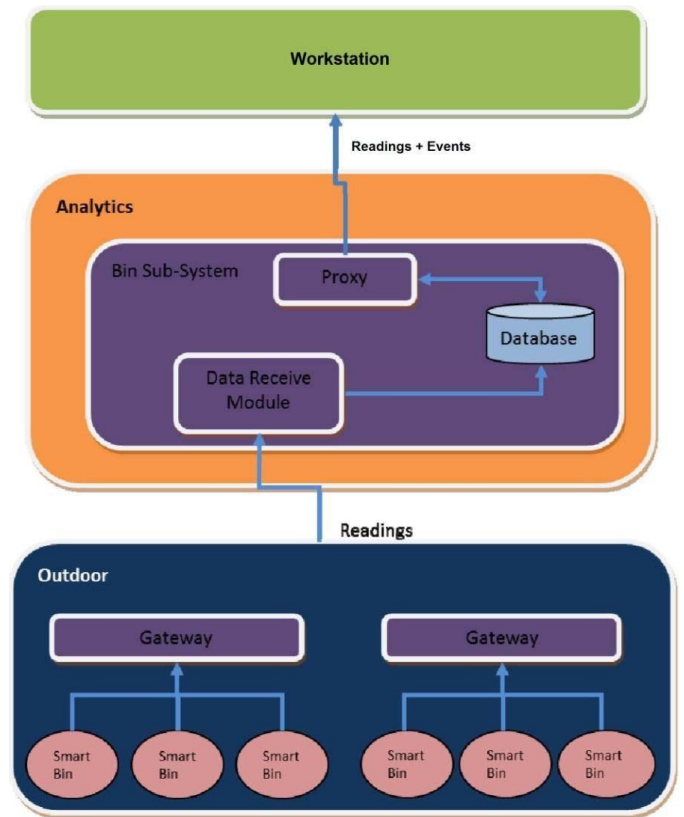 Workstation
Readings + Events
Analytics
Bin Sub-System
Proxy
Database
Data Receive
Module
Readings
Outdoor
Gateway
Gateway
Smart
Bin
Smart
Bin
Smart
Bin
Smart
Bin
Smart
Bin
Smart
Bin